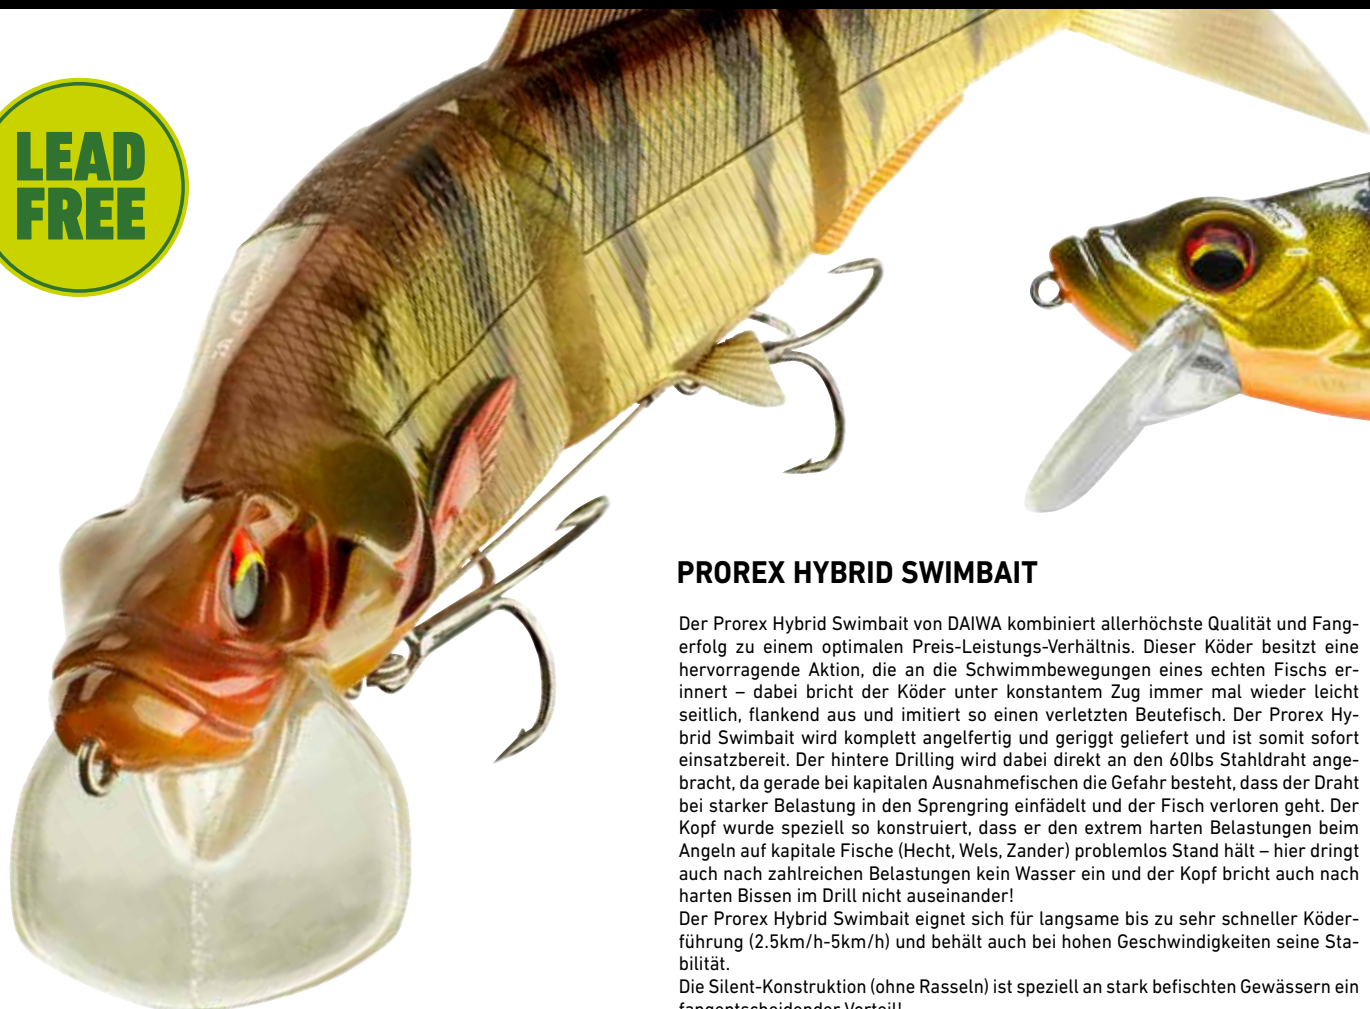 LEAD
FREE
PROREX HYBRID SWIMBAIT
Der Prorex Hybrid Swimbait von DAIWA kombiniert allerhöchste Qualität und Fang-
erfolg zu einem optimalen Preis-Leistungs-Verhältnis. Dieser Köder besitzt eine
hervorragende Aktion, die an die Schwimmbewegungen eines echten Fischs er-
innert – dabei bricht der Köder unter konstantem Zug immer mal wieder leicht
seitlich, flankend aus und imitiert so einen verletzten Beutefisch. Der Prorex Hy-
brid Swimbait wird komplett angelfertig und geriggt geliefert und ist somit sofort
einsatzbereit. Der hintere Drilling wird dabei direkt an den 60lbs Stahldraht ange-
bracht, da gerade bei kapitalen Ausnahmefischen die Gefahr besteht, dass der Draht
bei starker Belastung in den Sprengring einfädelt und der Fisch verloren geht. Der
Kopf wurde speziell so konstruiert, dass er den extrem harten Belastungen beim
Angeln auf kapitale Fische (Hecht, Wels, Zander) problemlos Stand hält – hier dringt
auch nach zahlreichen Belastungen kein Wasser ein und der Kopf bricht auch nach
harten Bissen im Drill nicht auseinander!
Der Prorex Hybrid Swimbait eignet sich für langsame bis zu sehr schneller Köder-
führung (2.5km/h-5km/h) und behält auch bei hohen Geschwindigkeiten seine Sta-
bilität.
Die Silent-Konstruktion (ohne Rasseln) ist speziell an stark befischten Gewässern ein
fangentscheidender Vorteil!